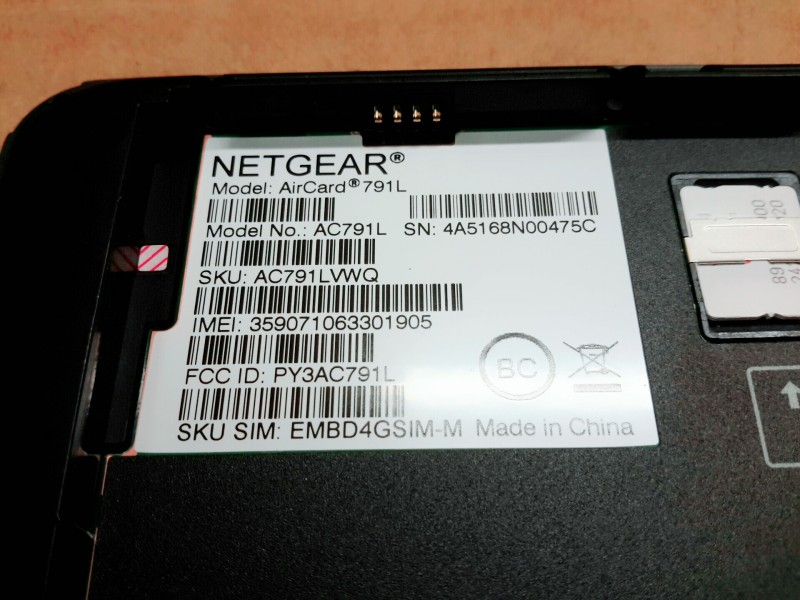 NETGEAR®
Model: AirCard® 791L
Model No.: AC791L SN: 4A5168N00475C
SKU: AC791LVWQ
IMEI: 359071063301905
FCC ID: PY3AC791L
BC
SKU SIM: EMBD4GSIM-M Made in China